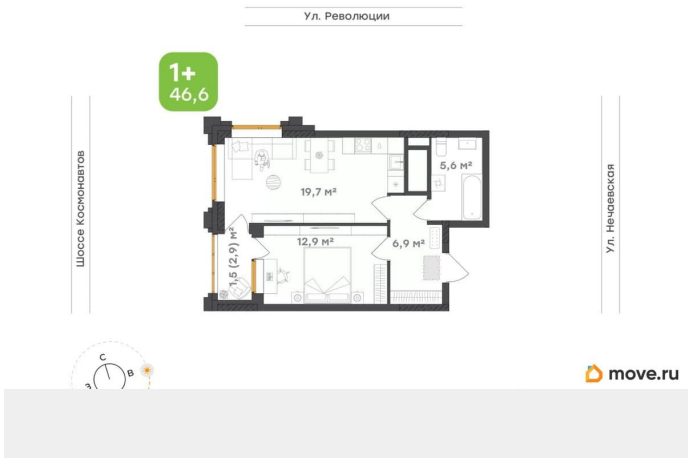 Ул. Революции
1+
46,6
Шоссе Космонавтов
Ул. Нечаевская
5,6 м²
19,7 м²
1,5 (2,9) м²
12,9 м²
6,9 м²
С
В
З
move.ru